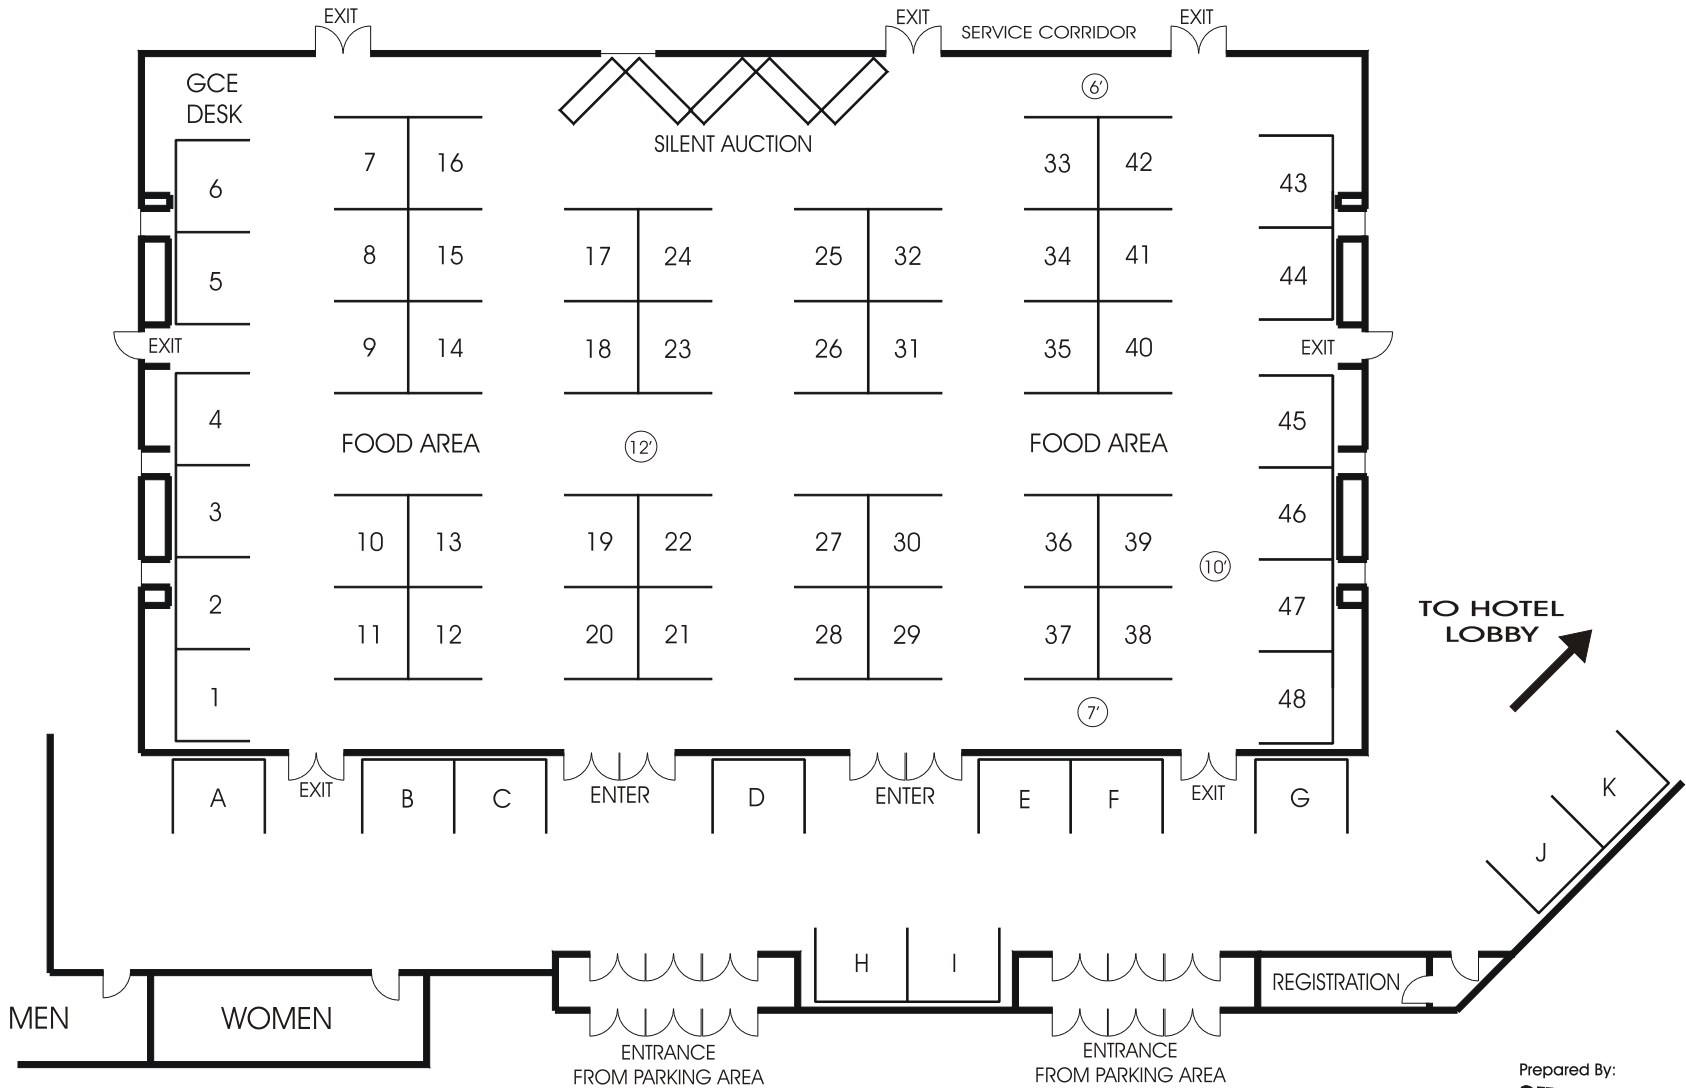 EXIT
EXIT
EXIT
SERVICE CORRIDOR
GCE
DESK
6'
SILENT AUCTION
7 16
33 42
6
43
8 15
17 24
25 32
34 41
5
44
EXIT
9 14
18 23
26 31
35 40
EXIT
4
45
FOOD AREA
12'
FOOD AREA
3
46
10 13
19 22
27 30
36 39
10'
2
47
TO HOTEL
LOBBY
11 12
20 21
28 29
37 38
1
48
7'
A
EXIT
B
C
ENTER
D
ENTER
E
F
EXIT
G
K
J
H
I
REGISTRATION
MEN
WOMEN
ENTRANCE
FROM PARKING AREA
ENTRANCE
FROM PARKING AREA
Prepared By: